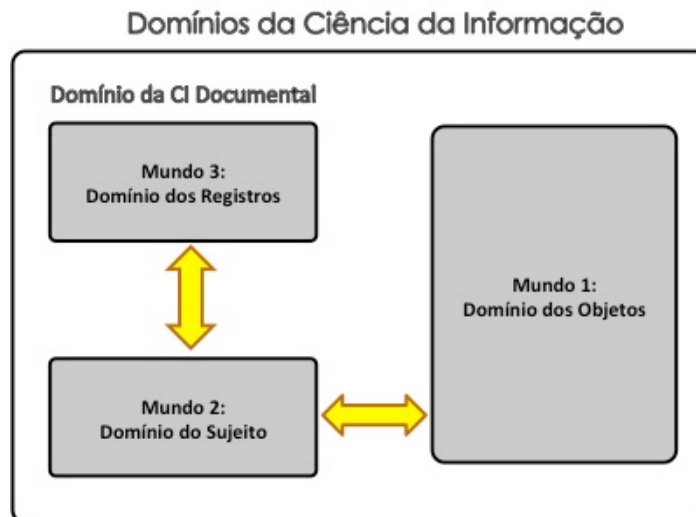 Domínios da Ciência da Informação
Domínio da CI Documental
Mundo 3:
Domínio dos Registros
Mundo 1:
Domínio dos Objetos
Mundo 2:
Domínio do Sujeito